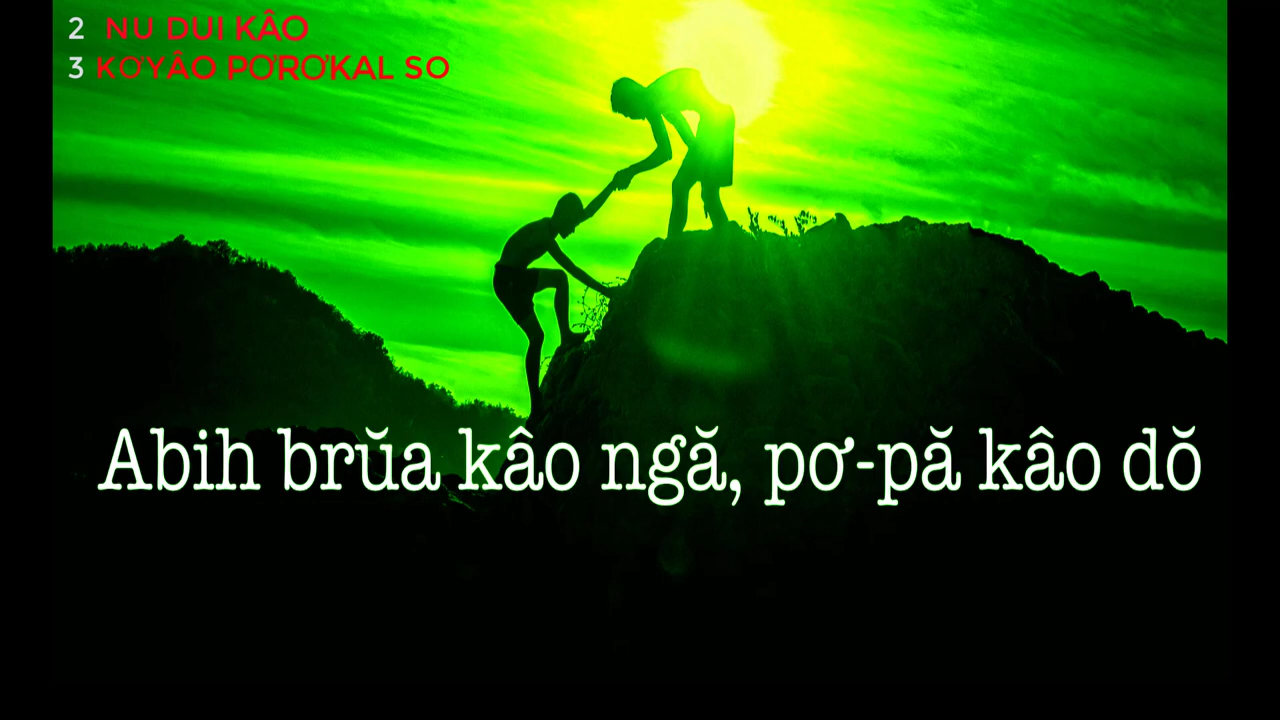 2 NU DUI KÂO
3 KƠYÂO PƠRƠKAL SO
Abih brŭa kâo ngă, pơ-pă kâo dŏ